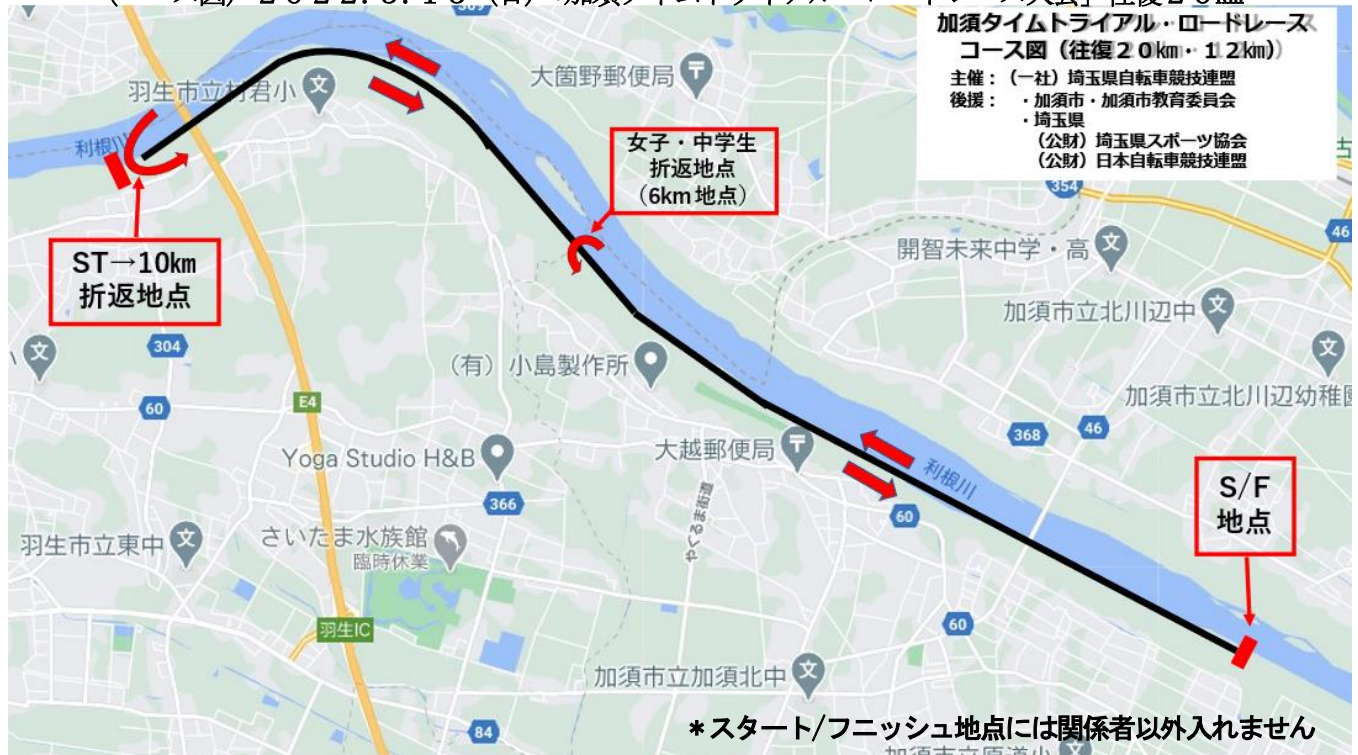 加須タイムトライアル・ロードレース
コース図(往復20km・12km)
主催:(一社)埼玉県自転車競技連盟
後援: ・加須市・加須市教育委員会
・埼玉県
(公財)埼玉県スポーツ協会
(公財)日本自転車競技連盟
大箇野郵便局
羽生市立村君小
利根川
女子・中学生
折返地点
(6km地点)
354
46
開智未来中学・高
ST→10km
折返地点
加須市立北川辺中
304
(有)小島製作所
60
E4
加須市立北川辺幼稚園
368
46
大越郵便局
Yoga Studio H&B
利根川
S/F
地点
366
60
やぐるま街道
羽生市立東中
さいたま水族館
臨時休業
羽生IC
60
加須市立加須北中
84
*スタート/フニッシュ地点には関係者以外入れません